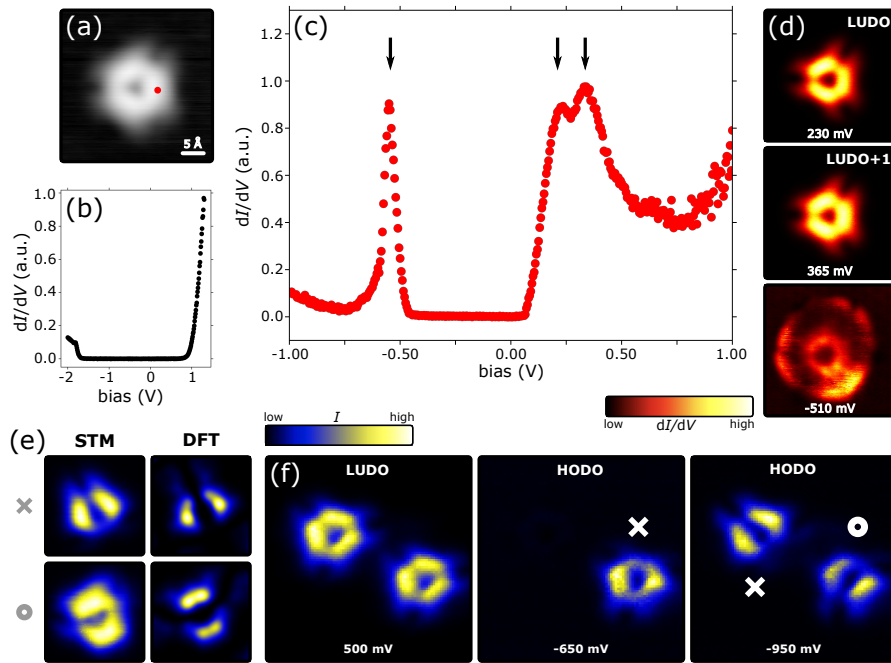 (a)
5 Å
(b)
dI/dV (a.u.)
1.0
0.8
0.6
0.4
0.2
0.0
-2
-1
0
1
bias (V)
(c)
dI/dV (a.u.)
1.2
1.0
0.8
0.6
0.4
0.2
0.0
-1.00
-0.50
0.00
0.50
1.00
bias (V)
(d)
LUDO
230 mV
LUDO+1
365 mV
-510 mV
low
dI/dV
high
low
I
high
(e)
STM
DFT
(f)
LUDO
500 mV
HODO
-650 mV
HODO
-950 mV